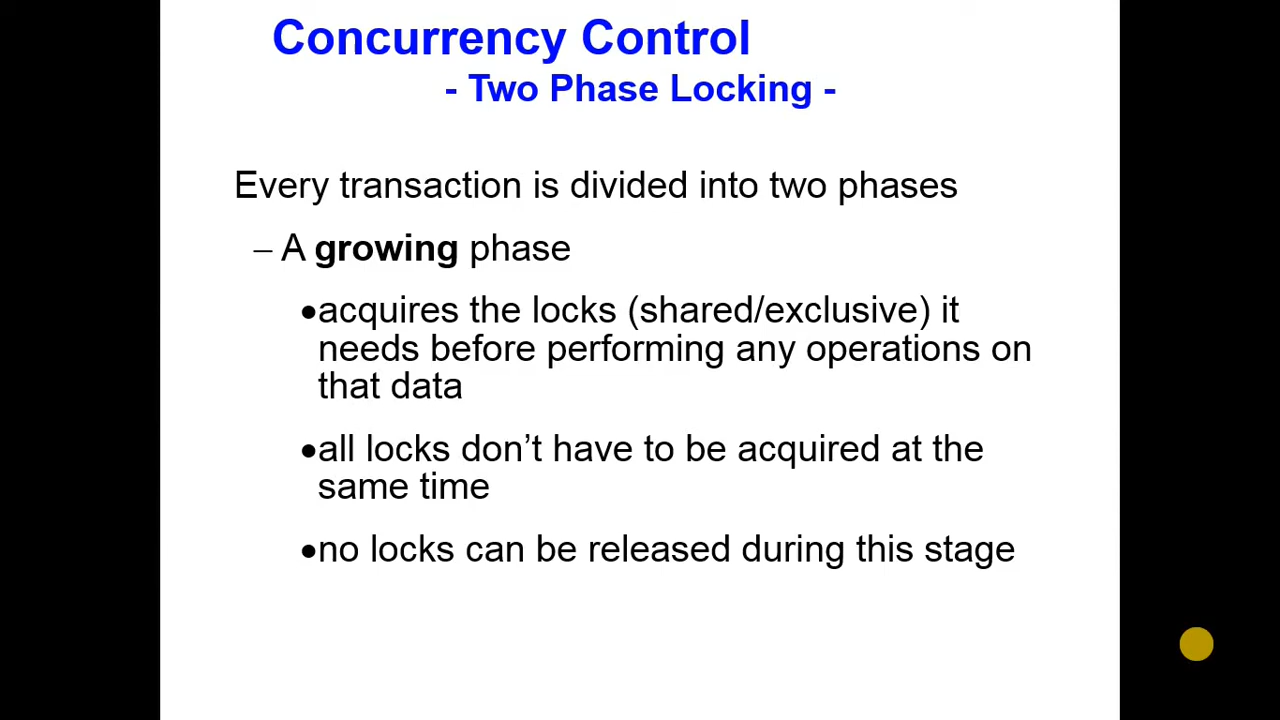 Concurrency Control
- Two Phase Locking -
Every transaction is divided into two phases
– A growing phase
•acquires the locks (shared/exclusive) it
needs before performing any operations on
that data
•all locks don’t have to be acquired at the
same time
•no locks can be released during this stage